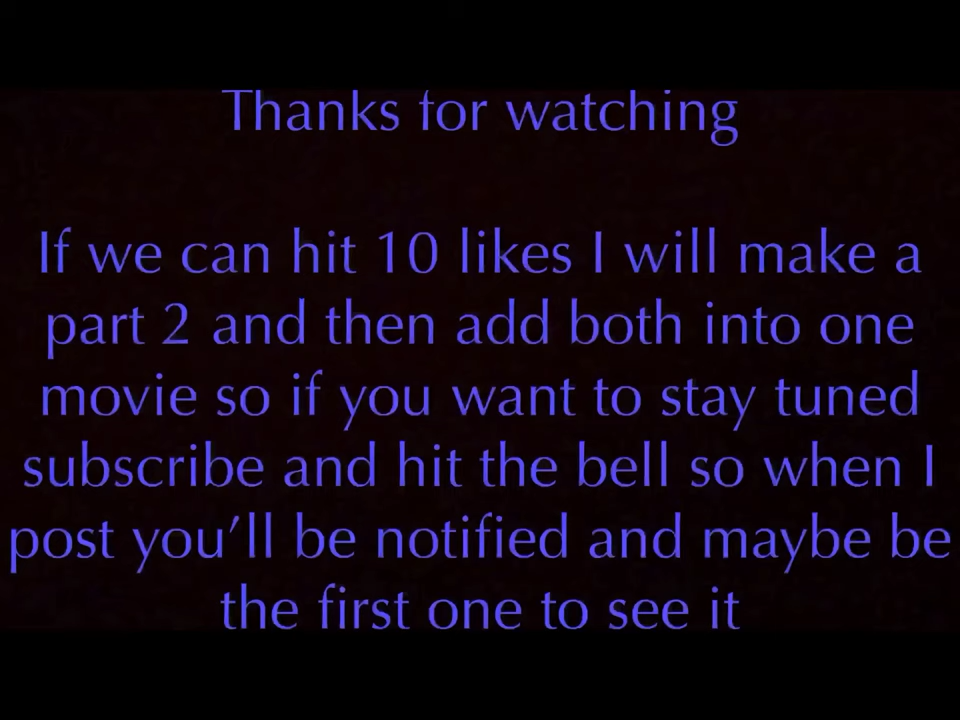 Thanks for watching
If we can hit 10 likes I will make a
part 2 and then add both into one
movie so if you want to stay tuned
subscribe and hit the bell so when I
post you’ll be notified and maybe be
the first one to see it